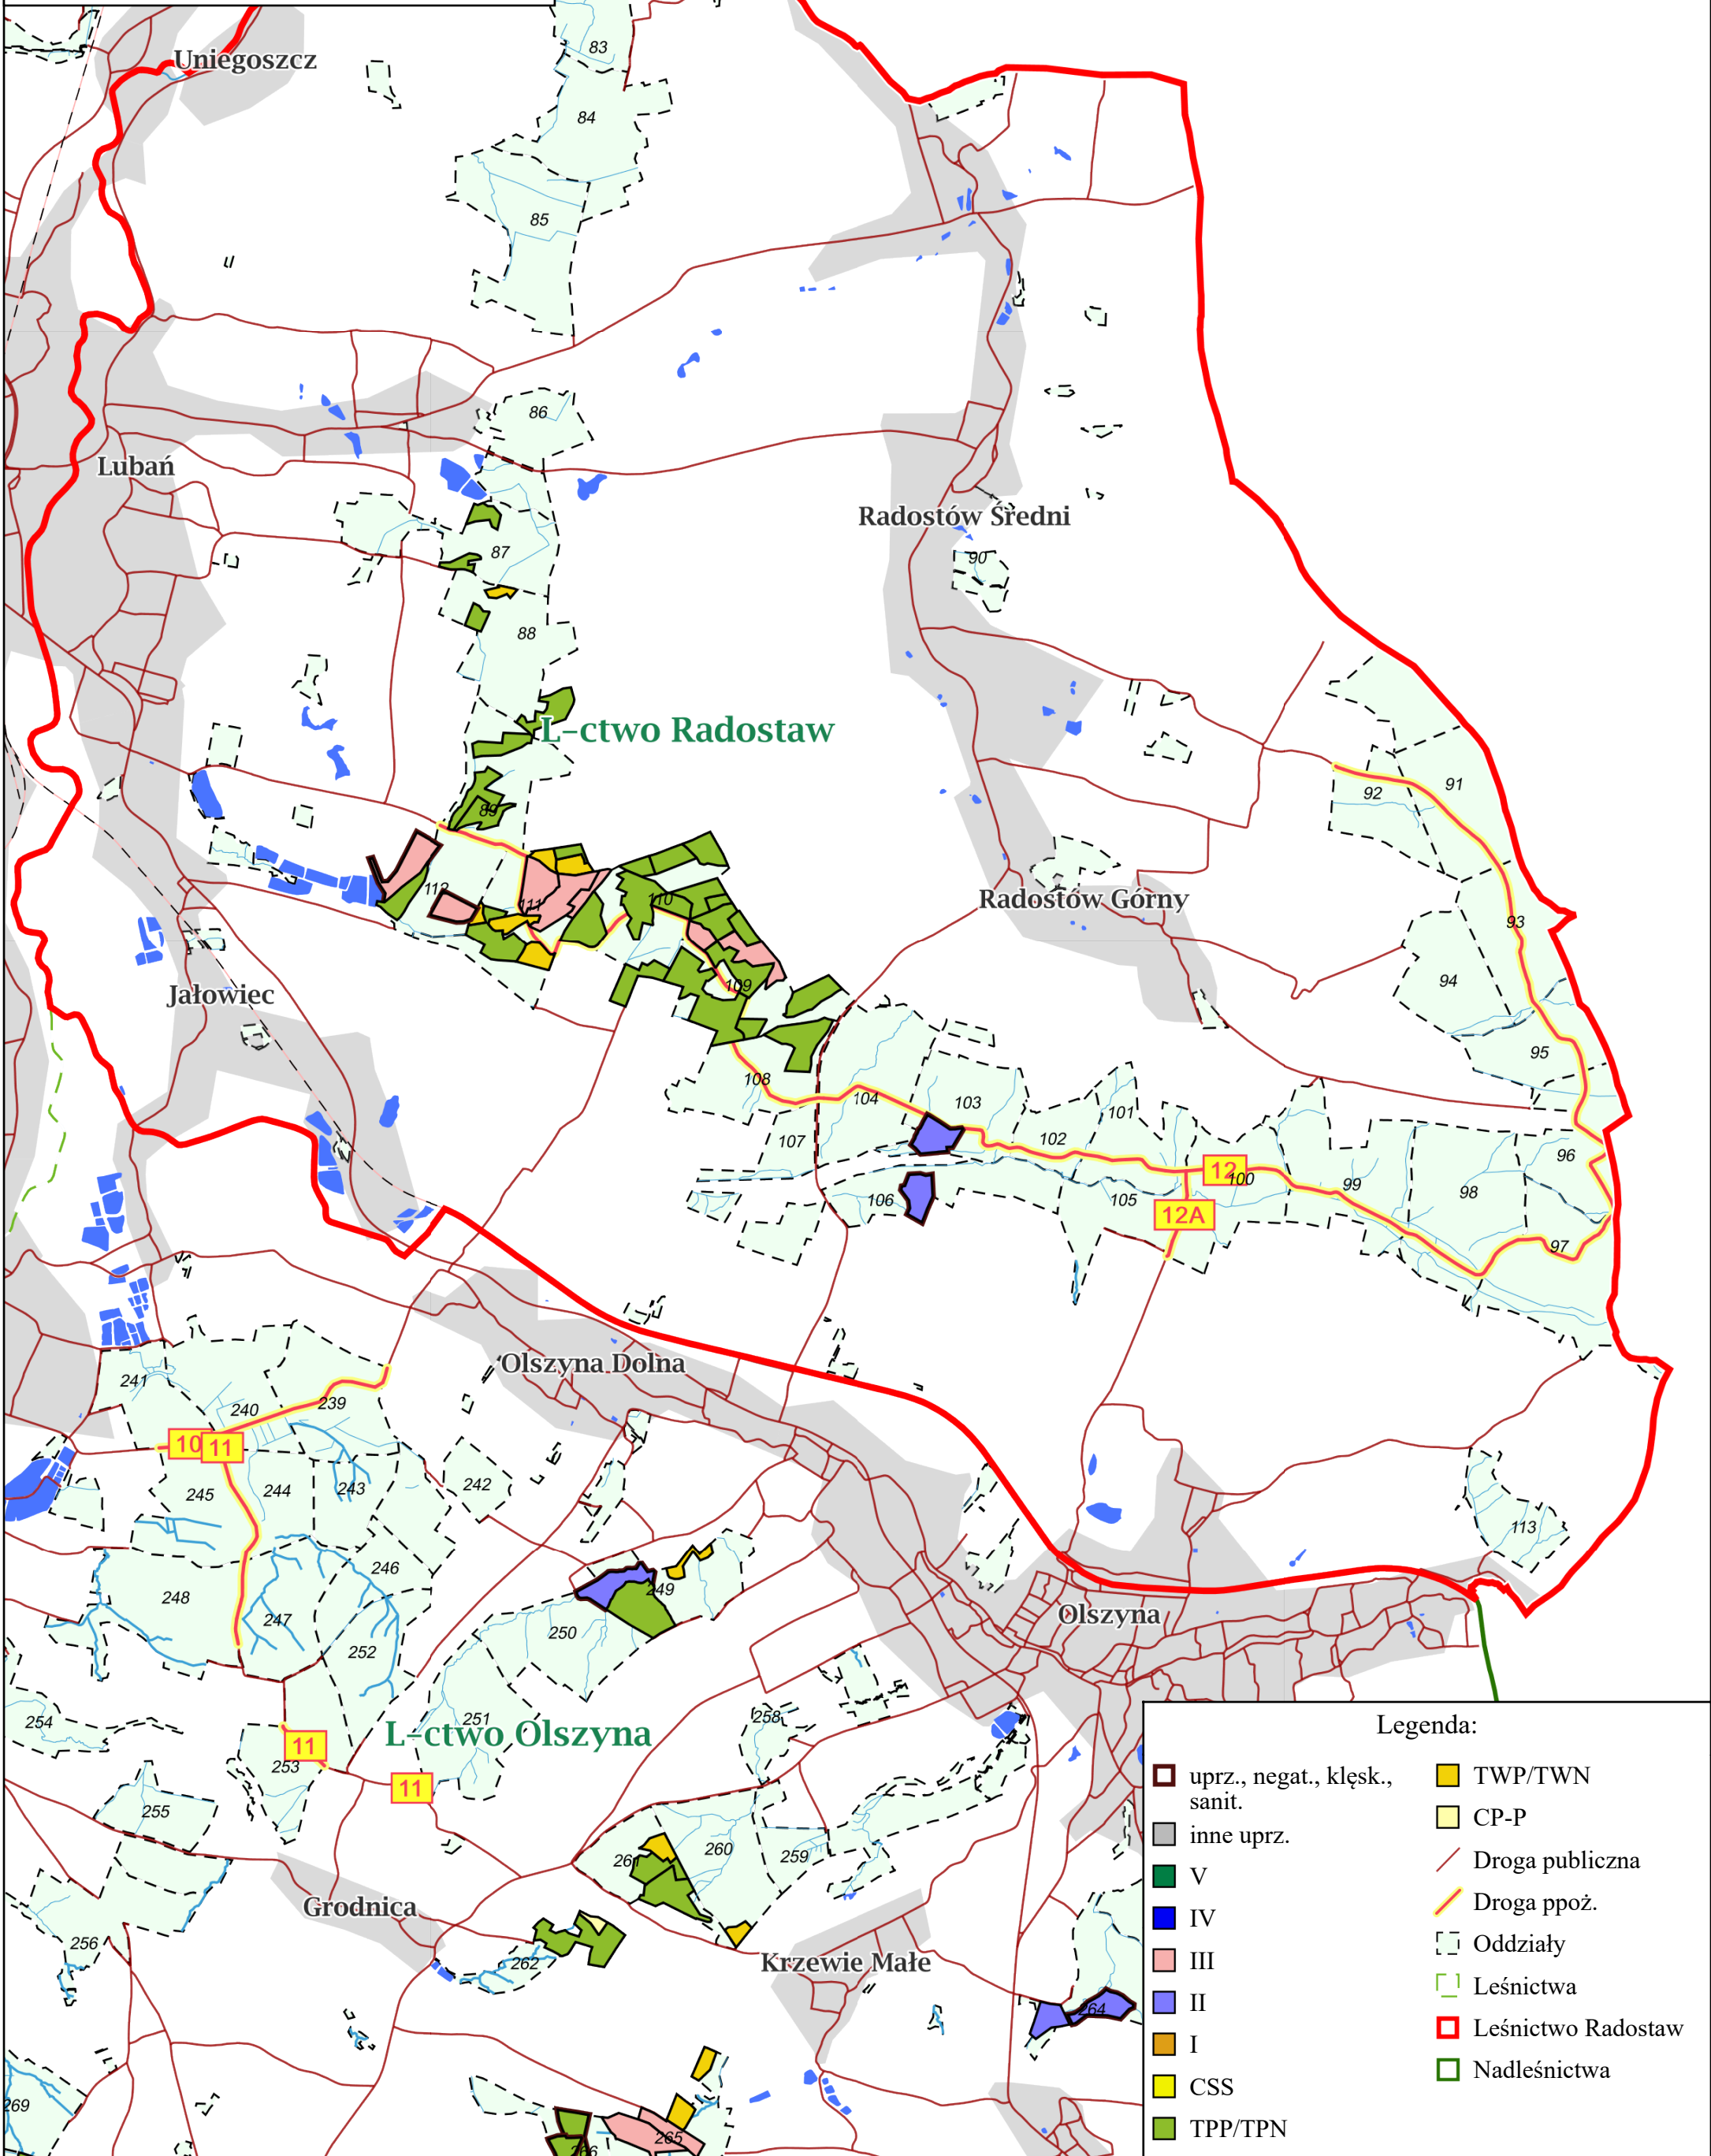 83
Uniegoszcz
84
85
86
Lubań
Radostów Średni
87
90
88
L-ctwo Radostaw
91
92
89
112
111
110
Radostów Górny
93
94
109
Jałowiec
95
108
104
103
101
102
107
96
12
100
99
98
106
105
12A
97
Olszyna Dolna
241
239
240
10
11
242
243
244
245
113
246
249
248
Olszyna
247
250
252
251
258
254
L-ctwo Olszyna
11
253
11
255
260
259
261
Grodnica
256
262
Krzewie Małe
264
269
265
266
Legenda:
uprz., negat., klęsk.,
sanit.
inne uprz.
V
IV
III
II
I
CSS
TPP/TPN
TWP/TWN
CP-P
Droga publiczna
Droga ppoż.
Oddziały
Leśnictwa
Leśnictwo Radostaw
Nadleśnictwa